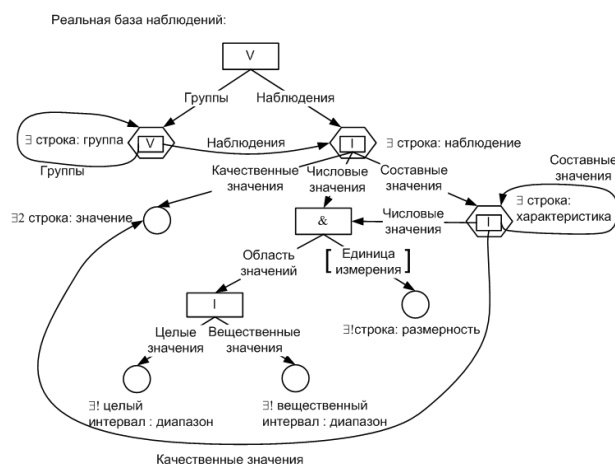 Реальная база наблюдений:
V
Группы
Наблюдения
∃ строка: группа
V
Наблюдения
I
∃ строка: наблюдение
Группы
Качественные
значения
Числовые
значения
Составные
значения
Составные
значения
∃2 строка: значение
&
Числовые
значения
I
∃ строка:
характеристика
Область
значений
[ Единица
измерения ]
I
∃!строка: размерность
Целые
значения
Вещественные
значения
∃! целый
интервал : диапазон
∃! вещественный
интервал : диапазон
Качественные значения